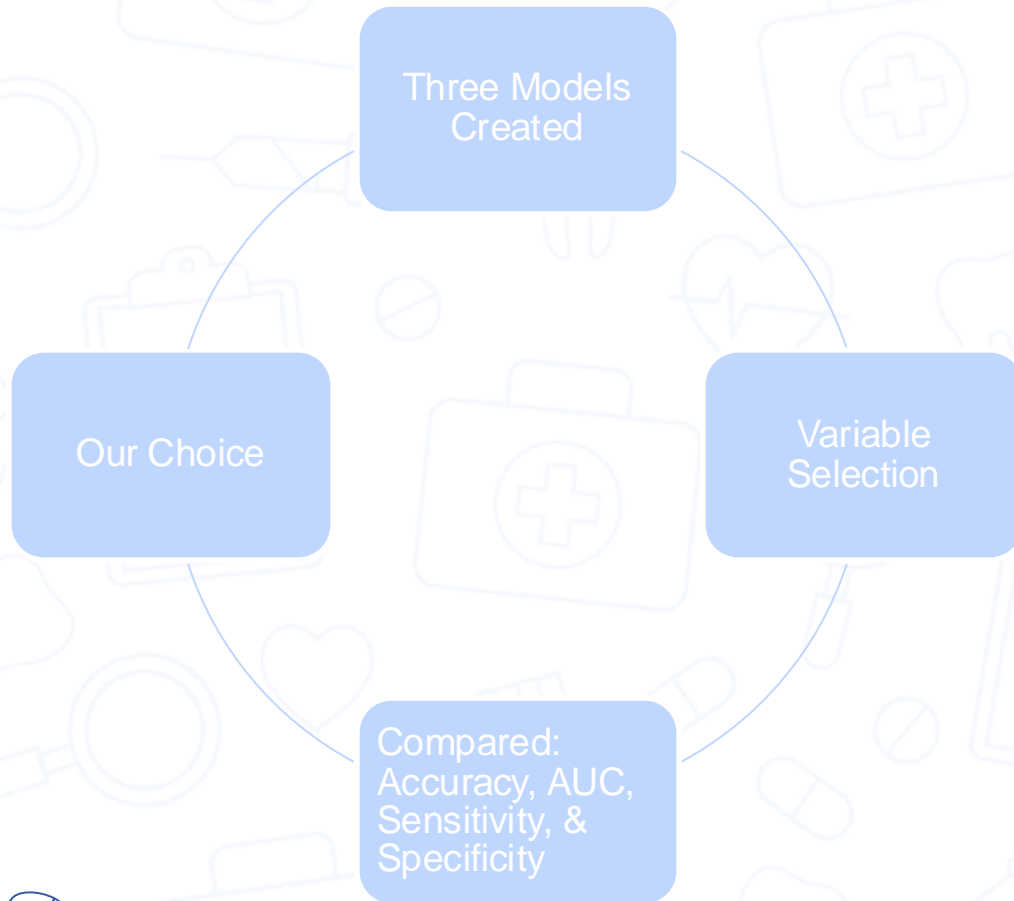 Three Models
Created
Variable
Selection
Compared:
Accuracy, AUC,
Sensitivity, &
Specificity
Our Choice